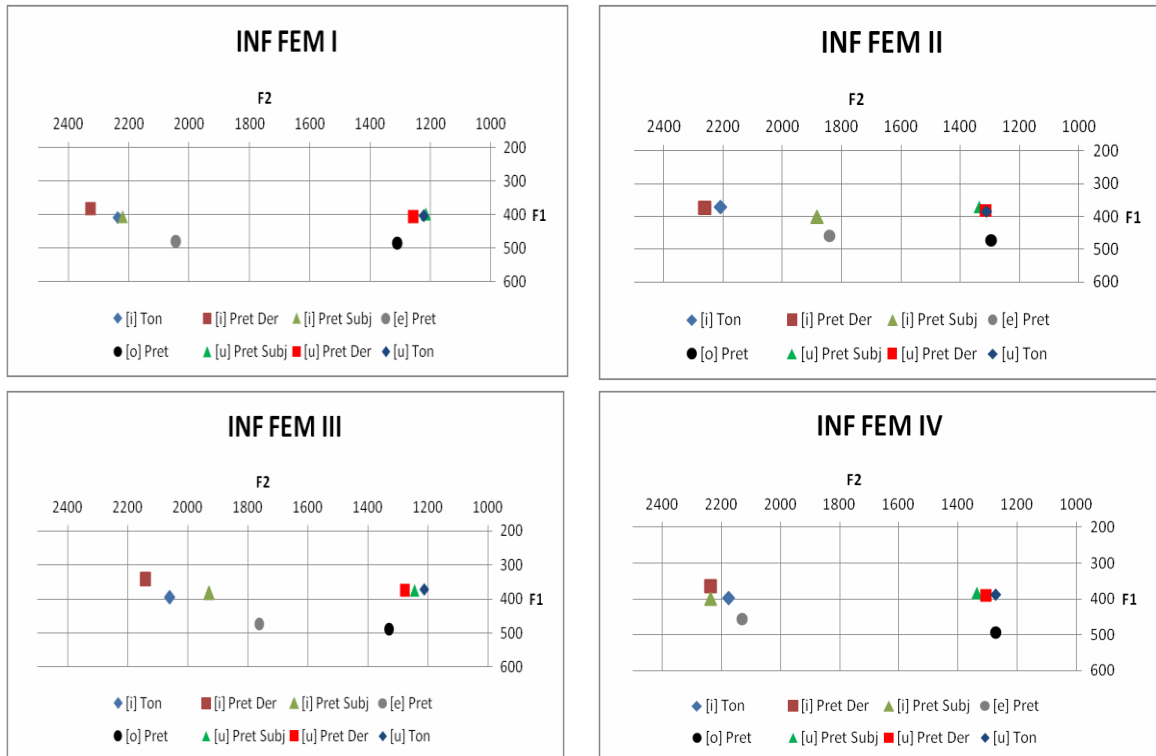 INF FEM I
F2
2400 2200 2000 1800 1600 1400 1200 1000
200
300
400
F1
500
600
[i] Ton [i] Pret Der [i] Pret Subj [e] Pret
[o] Pret [u] Pret Subj [u] Pret Der [u] Ton
INF FEM II
F2
2400 2200 2000 1800 1600 1400 1200 1000
200
300
400
F1
500
600
[i] Ton [i] Pret Der [i] Pret Subj [e] Pret
[o] Pret [u] Pret Subj [u] Pret Der [u] Ton
INF FEM III
F2
2400 2200 2000 1800 1600 1400 1200 1000
200
300
400
F1
500
600
[i] Ton [i] Pret Der [i] Pret Subj [e] Pret
[o] Pret [u] Pret Subj [u] Pret Der [u] Ton
INF FEM IV
F2
2400 2200 2000 1800 1600 1400 1200 1000
200
300
400
F1
500
600
[i] Ton [i] Pret Der [i] Pret Subj [e] Pret
[o] Pret [u] Pret Subj [u] Pret Der [u] Ton